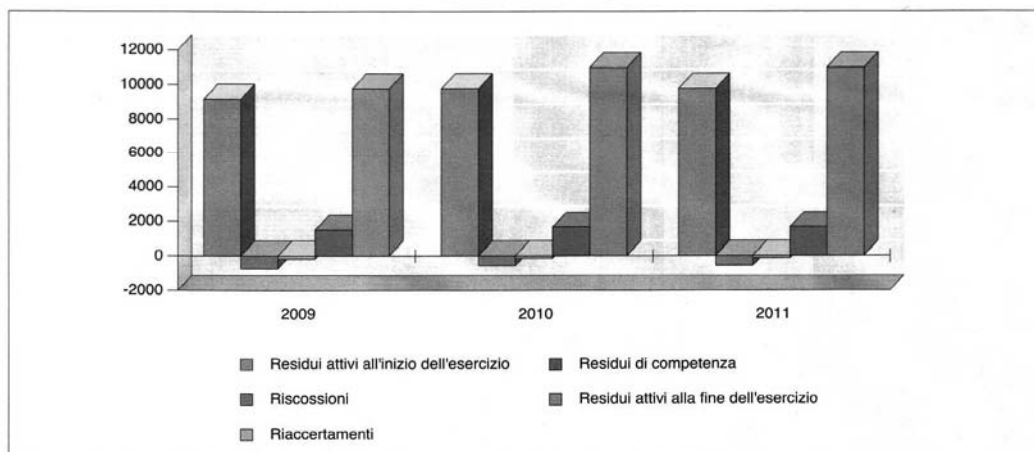 12000
10000
8000
6000
4000
2000
0
-2000
2009 2010 2011
Residui attivi all'inizio dell'esercizio
Residui di competenza
Riscossioni
Residui attivi alla fine dell'esercizio
Riaccertamenti